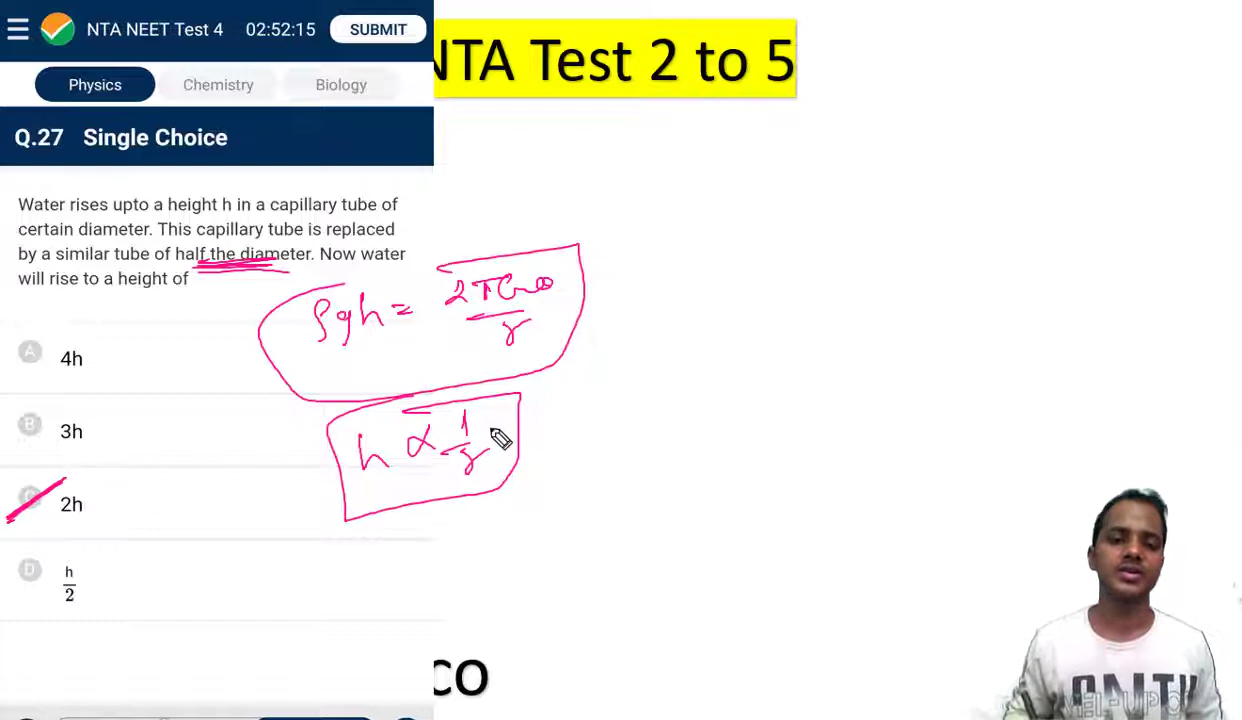 NTA NEET Test 4 02:52:15 SUBMIT
NTA Test 2 to 5
Physics Chemistry Biology
Q.27 Single Choice
Water rises upto a height h in a capillary tube of
certain diameter. This capillary tube is replaced
by a similar tube of half the diameter. Now water
will rise to a height of
ρgh = 2TCosθ/r
A 4h
h ∝ 1/r
B 3h
C 2h
D h/2
co